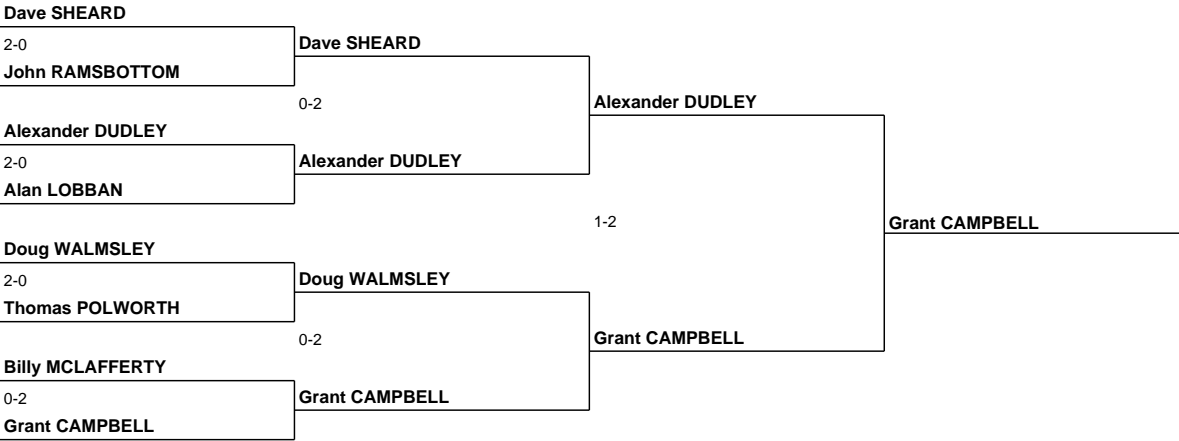 Dave SHEARD
2-0
Dave SHEARD
John RAMSBOTTOM
0-2
Alexander DUDLEY
Alexander DUDLEY
2-0
Alexander DUDLEY
Alan LOBBAN
1-2
Grant CAMPBELL
Doug WALMSLEY
2-0
Doug WALMSLEY
Thomas POLWORTH
0-2
Grant CAMPBELL
Billy MCLAFFERTY
0-2
Grant CAMPBELL
Grant CAMPBELL